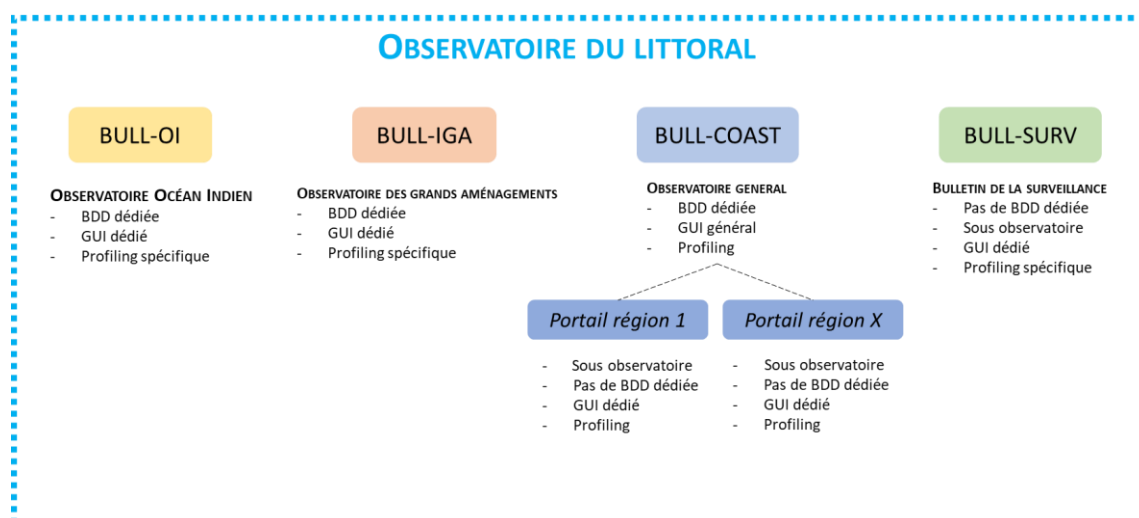 OBSERVATOIRE DU LITTORAL
BULL-OI
BULL-IGA
BULL-COAST
BULL-SURV
OBSERVATOIRE OCÉAN INDIEN
- BDD dédiée
- GUI dédié
- Profiling spécifique
OBSERVATOIRE DES GRANDS AMÉNAGEMENTS
- BDD dédiée
- GUI dédié
- Profiling spécifique
OBSERVATOIRE GENERAL
- BDD dédiée
- GUI général
- Profiling
BULLETIN DE LA SURVEILLANCE
- Pas de BDD dédiée
- Sous observatoire
- GUI dédié
- Profiling spécifique
Portail région 1
- Sous observatoire
- Pas de BDD dédiée
- GUI dédié
- Profiling
Portail région X
- Sous observatoire
- Pas de BDD dédiée
- GUI dédié
- Profiling